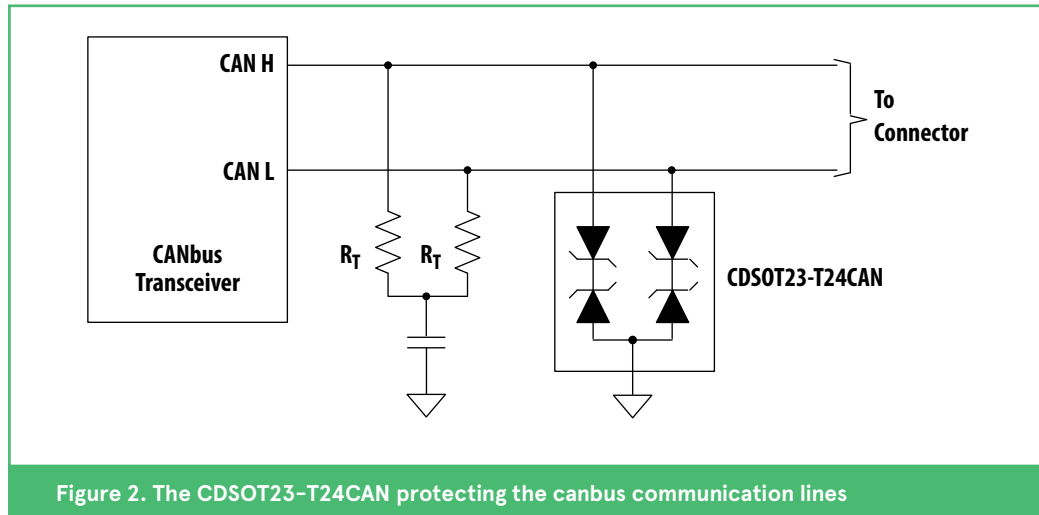 CAN H
To
Connector
CAN L
CANbus
Transceiver
RT
RT
CDSOT23-T24CAN
Figure 2. The CDSOT23-T24CAN protecting the canbus communication lines